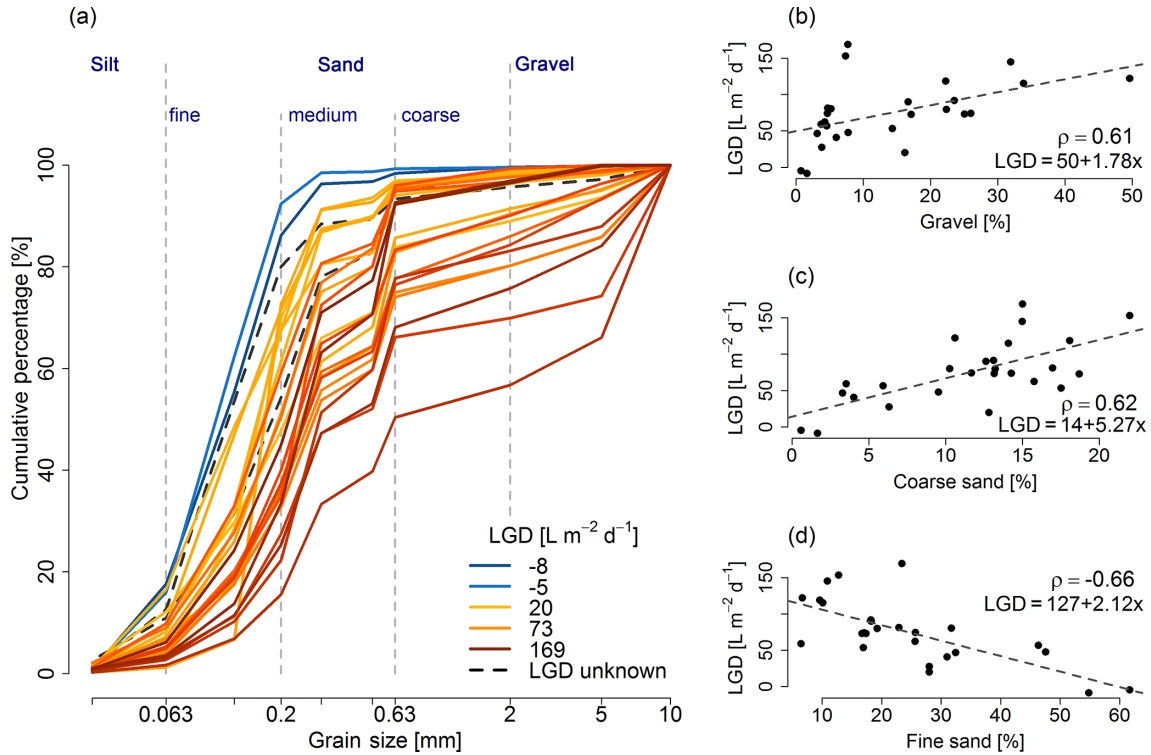 (a)
Silt Sand Gravel
fine medium coarse
Cumulative percentage [%]
100
80
60
40
20
0
LGD [L m⁻² d⁻¹]
-8
-5
20
73
169
LGD unknown
0.063 0.2 0.63 2 5 10
Grain size [mm]
(b)
LGD [L m⁻² d⁻¹]
150
50
0
ρ = 0.61
LGD = 50+1.78x
0 10 20 30 40 50
Gravel [%]
(c)
LGD [L m⁻² d⁻¹]
150
50
0
ρ = 0.62
LGD = 14+5.27x
0 5 10 15 20
Coarse sand [%]
(d)
LGD [L m⁻² d⁻¹]
150
50
0
ρ = -0.66
LGD = 127+2.12x
10 20 30 40 50 60
Fine sand [%]